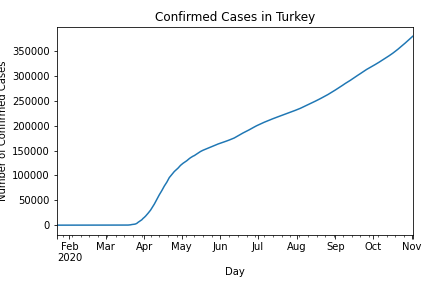 Confirmed Cases in Turkey
Number of Confirmed Cases
350000
300000
250000
200000
150000
100000
50000
0
Feb Mar Apr May Jun Jul Aug Sep Oct Nov
2020
Day